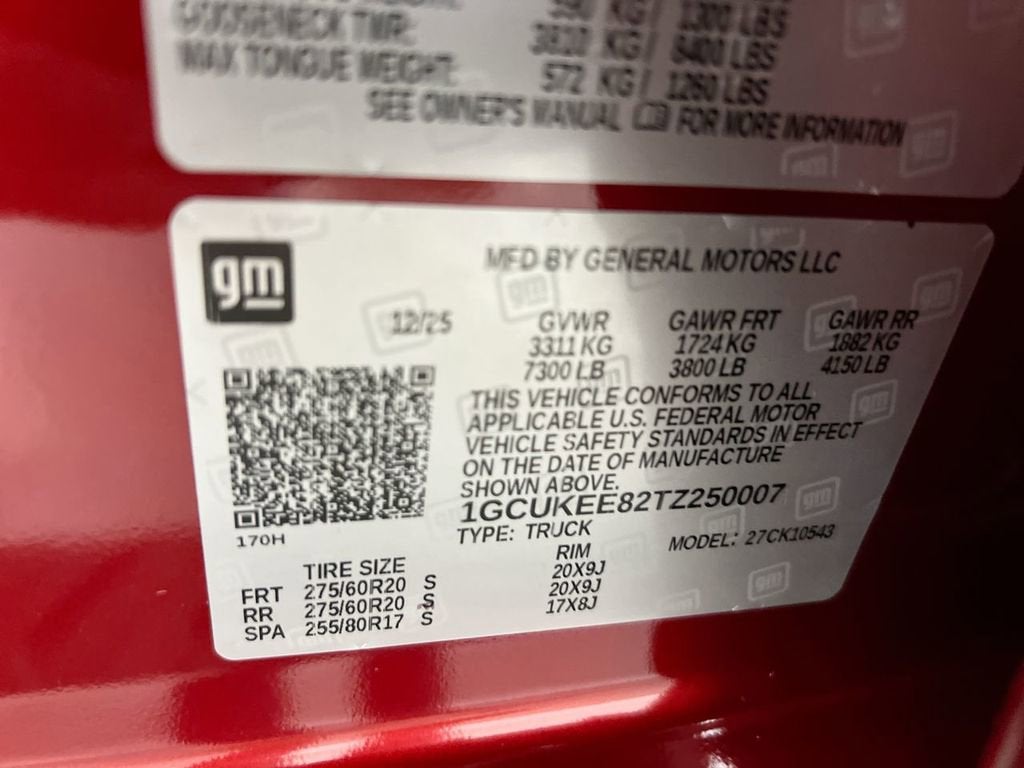 GOOSENECK TWR: 3810 KG/ 8400 LBS
MAX TONGUE WEIGHT: 572 KG/ 1260 LBS
SEE OWNER'S MANUAL FOR MORE INFORMATION
gm
MFD BY GENERAL MOTORS LLC
12/25 GVWR GAWR FRT GAWR RR
3311 KG 1724 KG 1882 KG
7300 LB 3800 LB 4150 LB
THIS VEHICLE CONFORMS TO ALL
APPLICABLE U.S. FEDERAL MOTOR
VEHICLE SAFETY STANDARDS IN EFFECT
ON THE DATE OF MANUFACTURE
SHOWN ABOVE.
1GCUKEE82TZ250007
170H
TYPE: TRUCK MODEL: 27CK10543
TIRE SIZE RIM
FRT 275/60R20 S 20X9J
RR 275/60R20 S 20X9J
SPA 255/80R17 S 17X8J